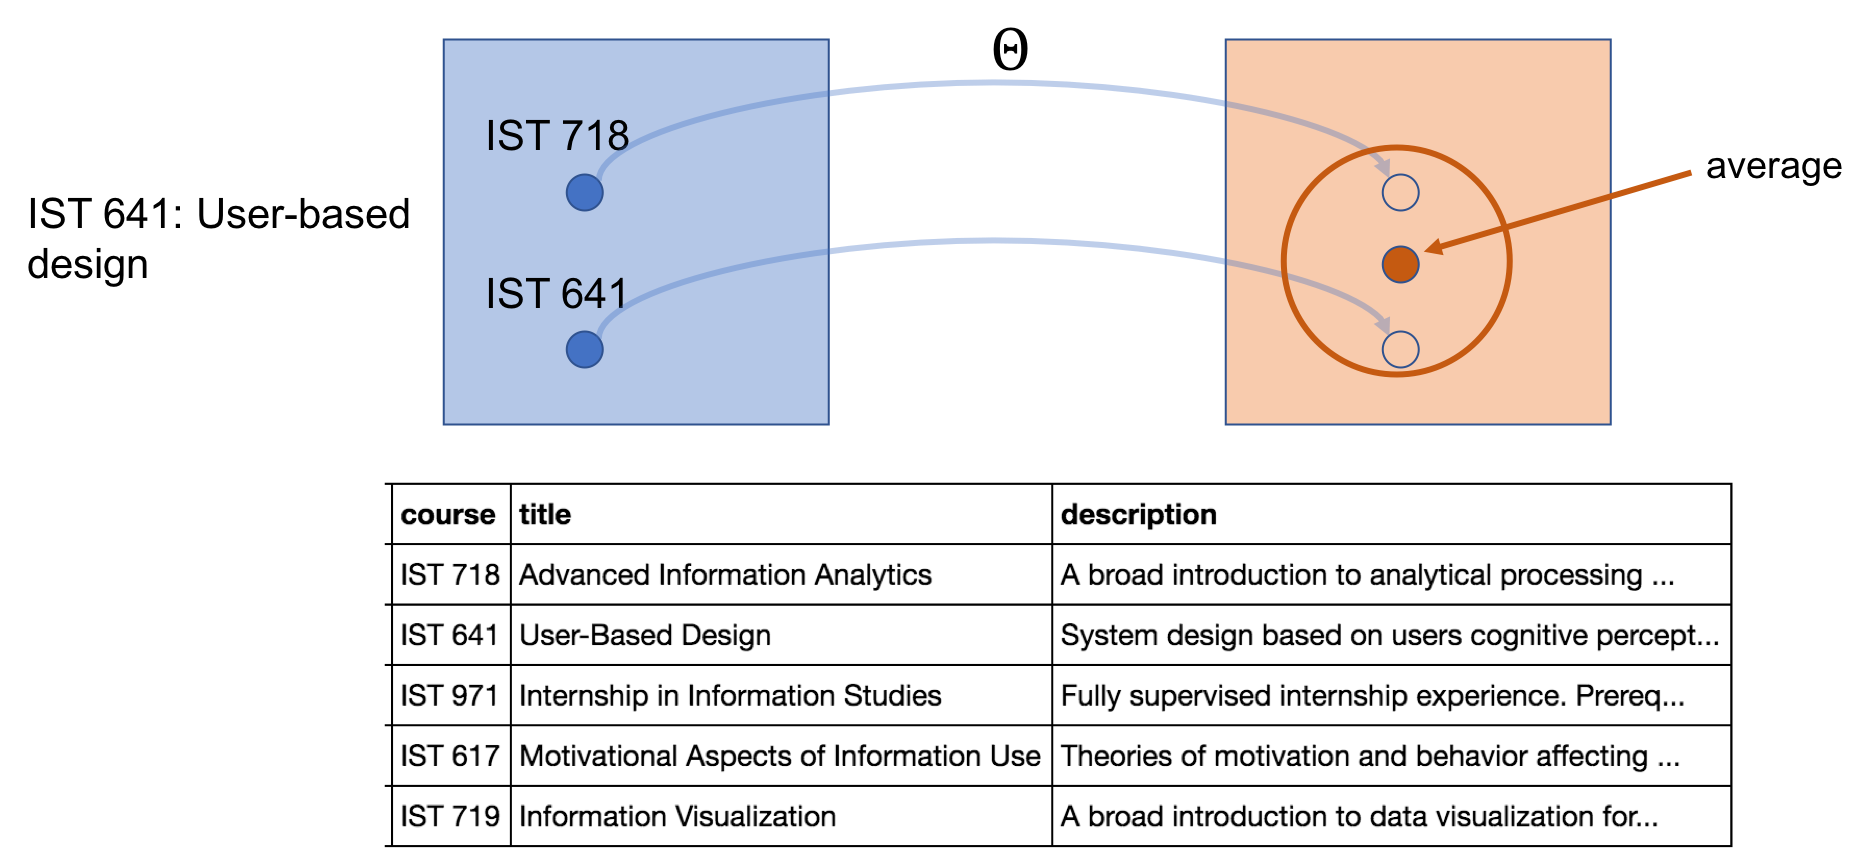 Θ
IST 718
average
IST 641: User-based
design
IST 641
course title description
IST 718 Advanced Information Analytics A broad introduction to analytical processing ...
IST 641 User-Based Design System design based on users cognitive percept...
IST 971 Internship in Information Studies Fully supervised internship experience. Prereq...
IST 617 Motivational Aspects of Information Use Theories of motivation and behavior affecting ...
IST 719 Information Visualization A broad introduction to data visualization for...